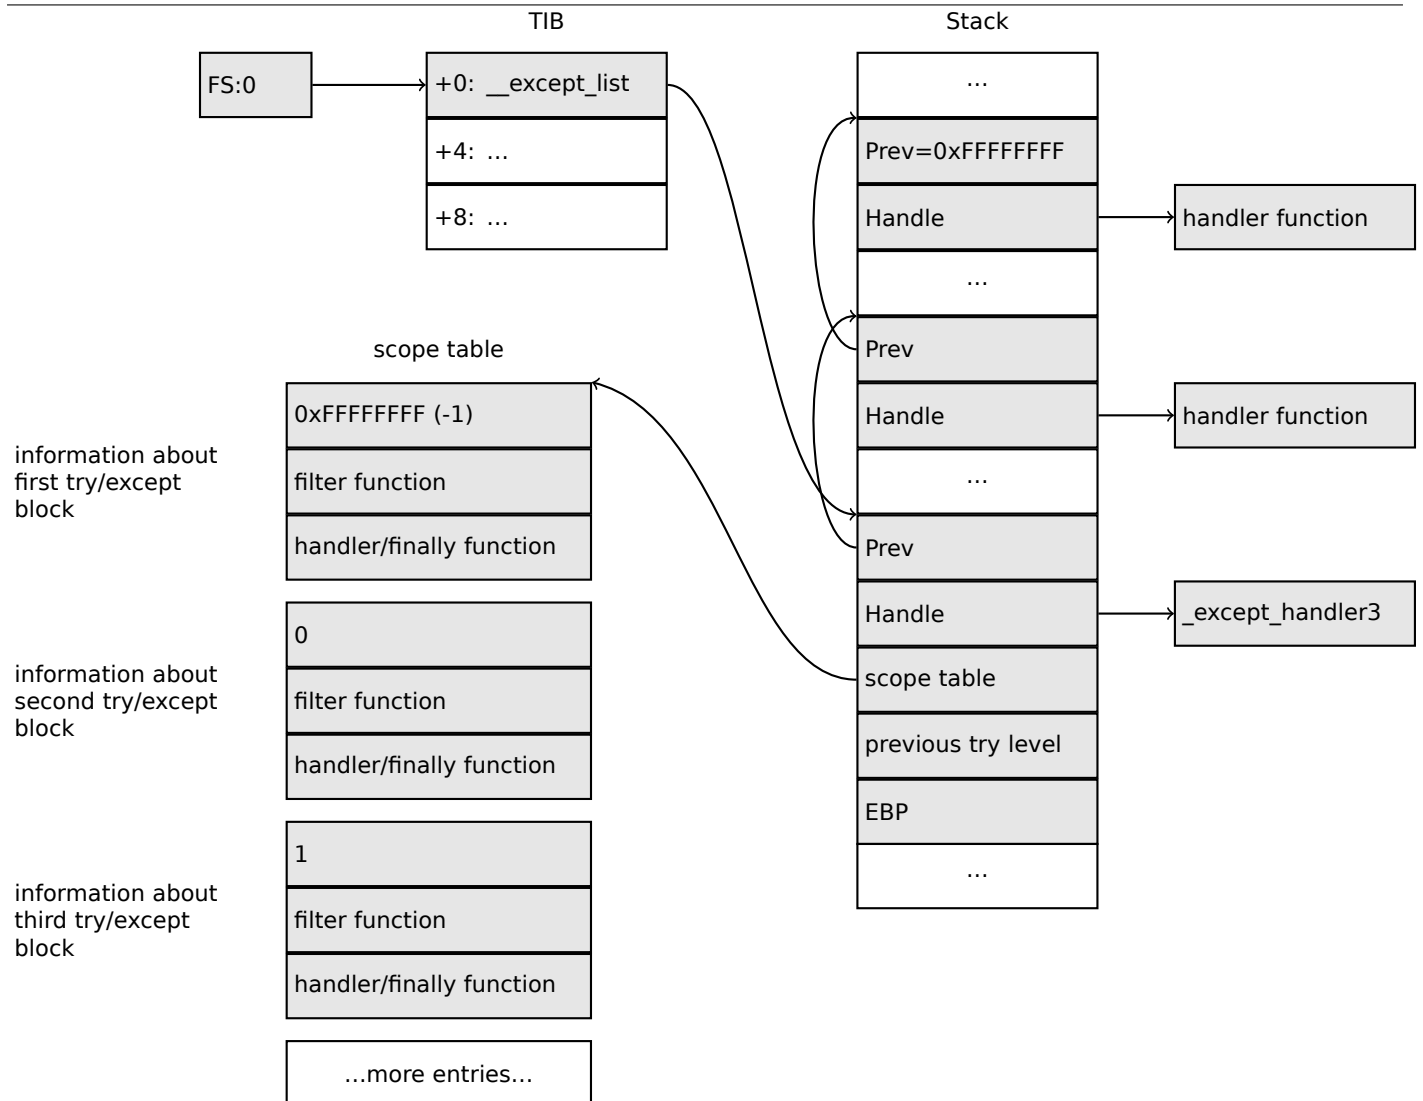 TIB
FS:0
+0: __except_list
+4: …
+8: …
Stack
…
Prev=0xFFFFFFFF
Handle
handler function
…
Prev
Handle
handler function
…
Prev
Handle
_except_handler3
scope table
previous try level
EBP
…
scope table
information about
first try/except
block
0xFFFFFFFF (-1)
filter function
handler/finally function
information about
second try/except
block
0
filter function
handler/finally function
information about
third try/except
block
1
filter function
handler/finally function
…more entries…